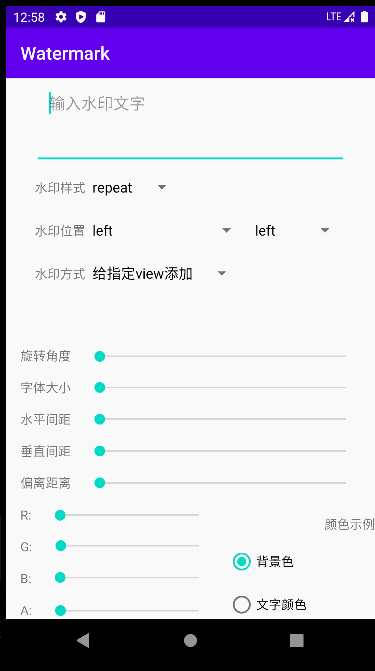 12:58 LTE
Watermark
输入水印文字
水印样式 repeat
水印位置 left left
水印方式 给指定view添加
旋转角度
字体大小
水平间距
垂直间距
偏离距离
R:
颜色示例
G:
背景色
B:
文字颜色
A: